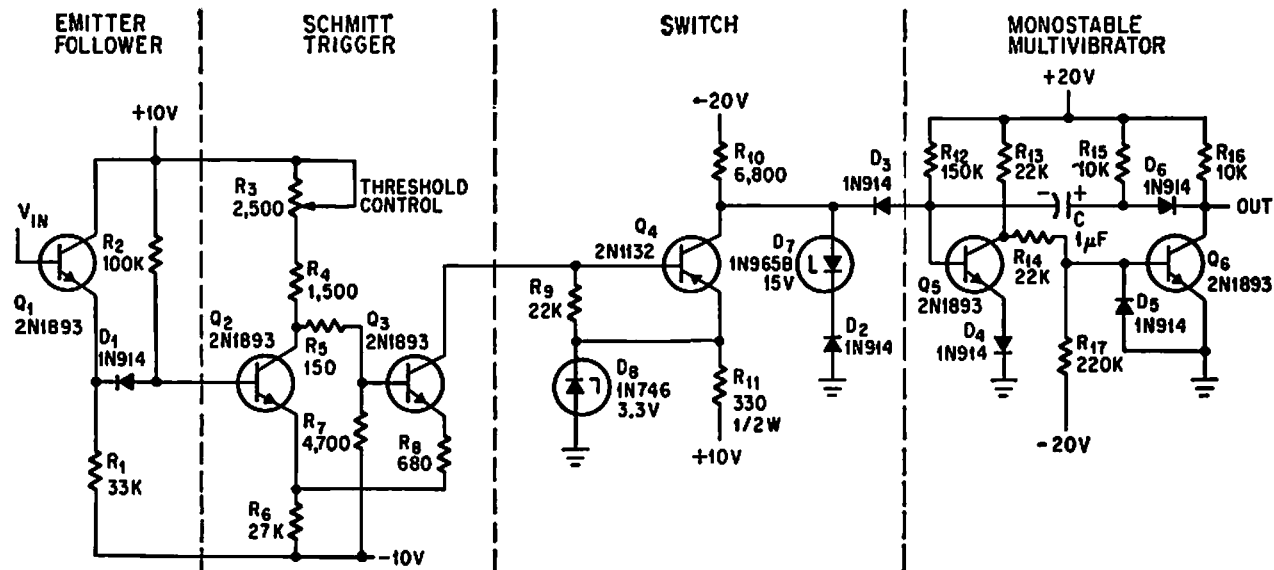 EMITTER
FOLLOWER
SCHMITT
TRIGGER
SWITCH
MONOSTABLE
MULTIVIBRATOR
+10V
VIN
Q1
2N1893
R2
100K
D1
1N914
R1
33K
R3
2,500
THRESHOLD
CONTROL
R4
1,500
Q2
2N1893
R5
150
Q3
2N1893
R7
4,700
R8
680
R6
27K
-10V
-20V
R10
6,800
Q4
2N1132
R9
22K
D8
1N746
3.3V
R11
330
1/2W
+10V
D7
1N965B
15V
D2
1N914
D3
1N914
+20V
R12
150K
R13
22K
R15
10K
D6
1N914
R16
10K
OUT
- +
C
1μF
R14
22K
Q5
2N1893
D4
1N914
D5
1N914
Q6
2N1893
R17
220K
-20V